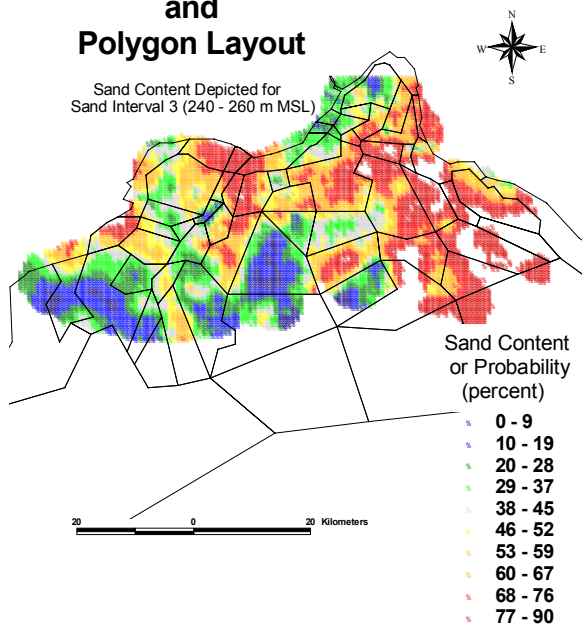 and
Polygon Layout
Sand Content Depicted for
Sand Interval 3 (240 - 260 m MSL)
N
W E
S
Sand Content
or Probability
(percent)
% 0 - 9
% 10 - 19
% 20 - 28
% 29 - 37
% 38 - 45
% 46 - 52
% 53 - 59
% 60 - 67
% 68 - 76
% 77 - 90
20 0 20 Kilometers